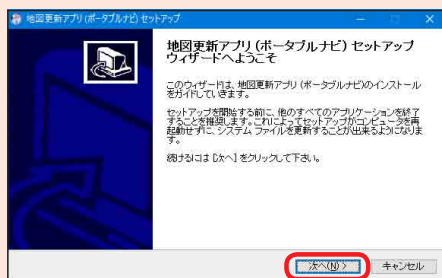 地図更新アプリ(ポータブルナビ) セットアップ
地図更新アプリ (ポータブルナビ) セットアップ
ウィザードへようこそ
このウィザードは、地図更新アプリ (ポータブルナビ)のインストール
をガイドしていきます。
セットアップを開始する前に、他のすべてのアプリケーションを終了
することを推奨します。これによってセットアップがコンピュータを再
起動せずに、システム ファイルを更新することが出来るようになりま
す。
続けるには [次へ] をクリックして下さい。
次へ(N) >
キャンセル